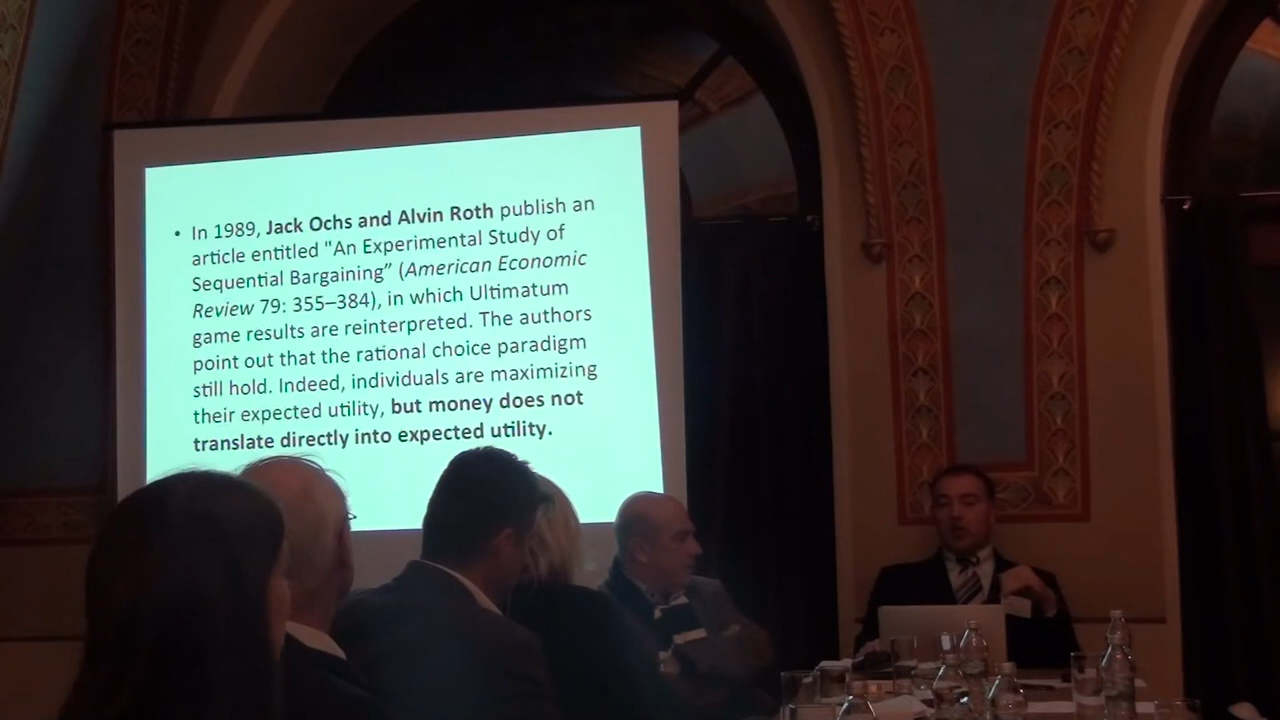 • In 1989, Jack Ochs and Alvin Roth publish an
article entitled "An Experimental Study of
Sequential Bargaining” (American Economic
Review 79: 355–384), in which Ultimatum
game results are reinterpreted. The authors
point out that the rational choice paradigm
still hold. Indeed, individuals are maximizing
their expected utility, but money does not
translate directly into expected utility.